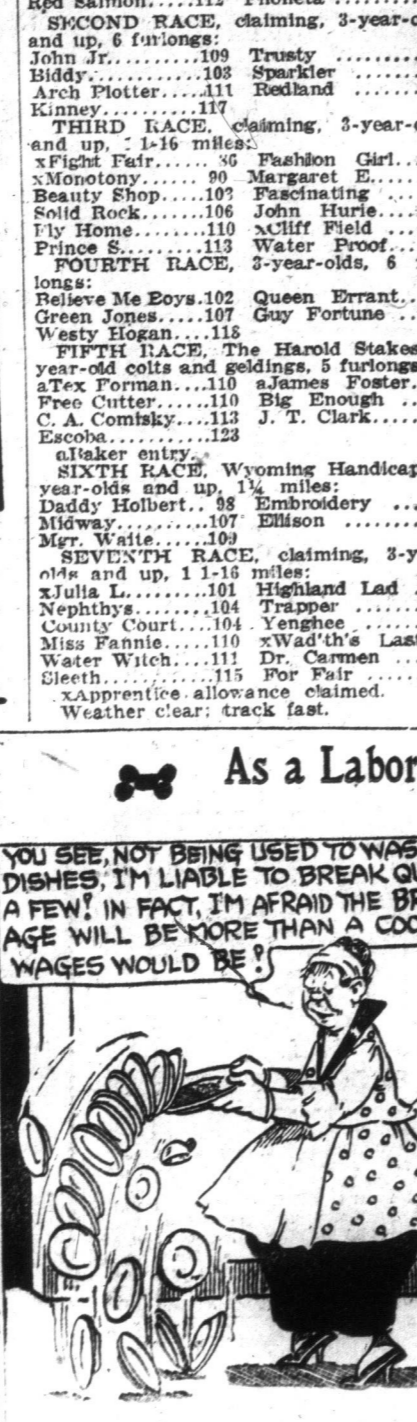 Red Salmon.....112 Phoneta ..........
SECOND RACE, claiming, 3-year-o
and up, 6 furlongs:
John Jr..........109 Trusty ........
Biddy...........103 Sparkler ......
Arch Plotter.....111 Redland ......
Kinney...........117
THIRD RACE, claiming, 3-year-o
and up, 1-16 miles:
xFight Fair...... 96 Fashion Girl..
xMonotony...... 90 Margaret E.....
Beauty Shop.....103 Fascinating ...
Solid Rock......106 John Hurie....
Fly Home.......110 xCliff Field ....
Prince S.........113 Water Proof...
FOURTH RACE, 3-year-olds, 6
longs:
Believe Me Boys.102 Queen Errant..
Green Jones.....107 Guy Fortune ..
Westy Hogan....118
FIFTH RACE, The Harold Stakes
year-old colts and geldings, 5 furlongs
aTex Forman....110 aJames Foster.
Free Cutter......110 Big Enough ..
C. A. Comisky...113 J. T. Clark.....
Escoba...........123
aBaker entry.
SIXTH RACE, Wyoming Handicap
year-olds and up, 1¼ miles:
Daddy Holbert.. 98 Embroidery ...
Midway..........107 Ellison .......
Mgr. Waite.....109
SEVENTH RACE, claiming, 3-y
olds and up, 1 1-16 miles:
xJulia L.........101 Highland Lad .
Nephthys........104 Trapper .......
County Court....104 Yenghee ......
Miss Fannie.....110 xWad'th's Last
Water Witch....111 Dr. Carmen ..
Sleeth...........115 For Fair ......
xApprentice allowance claimed.
Weather clear; track fast.
As a Labor
YOU SEE, NOT BEING USED TO WAS
DISHES, I'M LIABLE TO BREAK QU
A FEW! IN FACT, I'M AFRAID THE BR
AGE WILL BE MORE THAN A COO
WAGES WOULD BE!